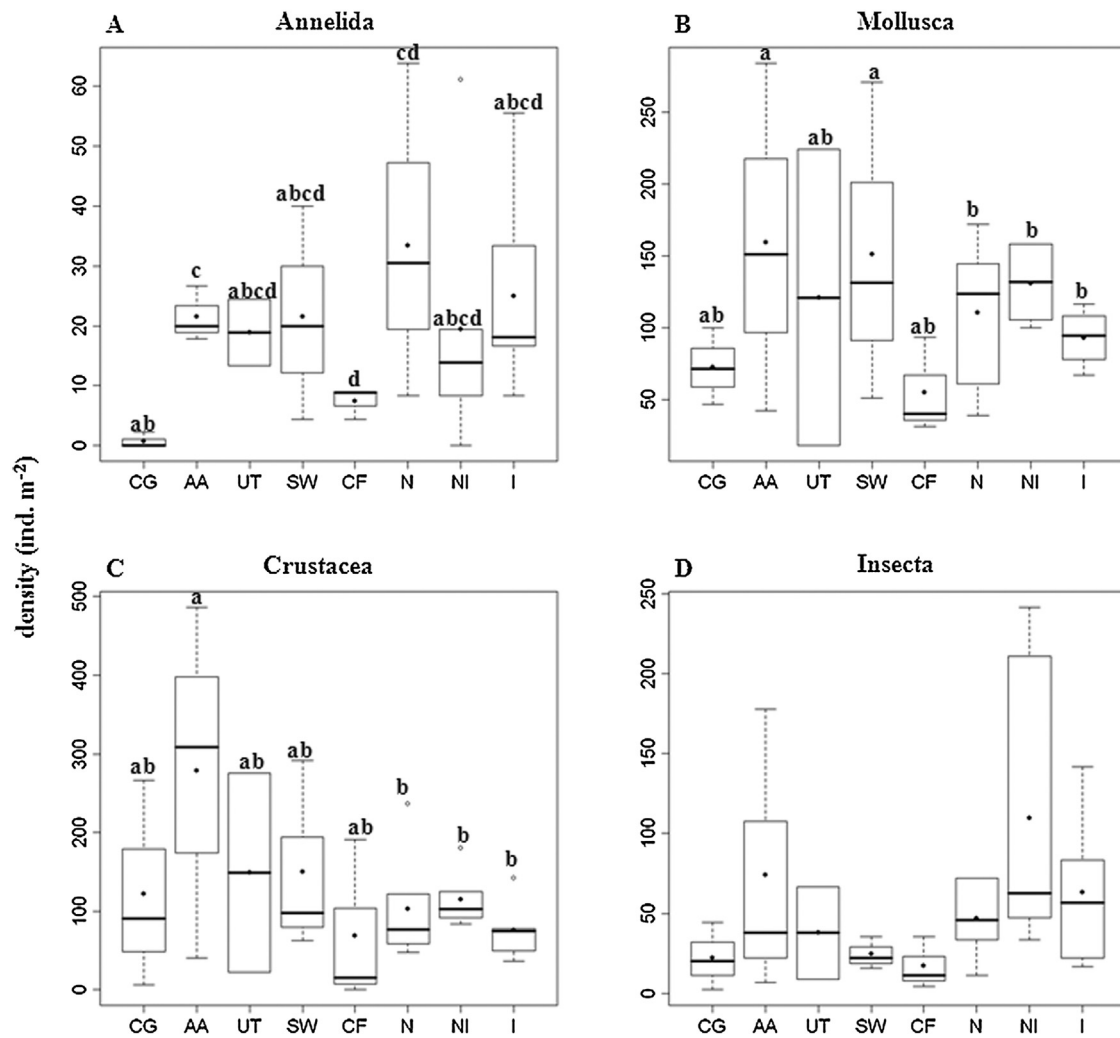 A Annelida
60
50
40
30
20
10
0
ab c abcd abcd d cd abcd abcd
CG AA UT SW CF N NI I
B Mollusca
250
200
150
100
50
ab a ab a ab b b b
CG AA UT SW CF N NI I
density (ind. m⁻²)
C Crustacea
500
400
300
200
100
0
ab a ab ab ab b b b
CG AA UT SW CF N NI I
D Insecta
250
200
150
100
50
0
CG AA UT SW CF N NI I